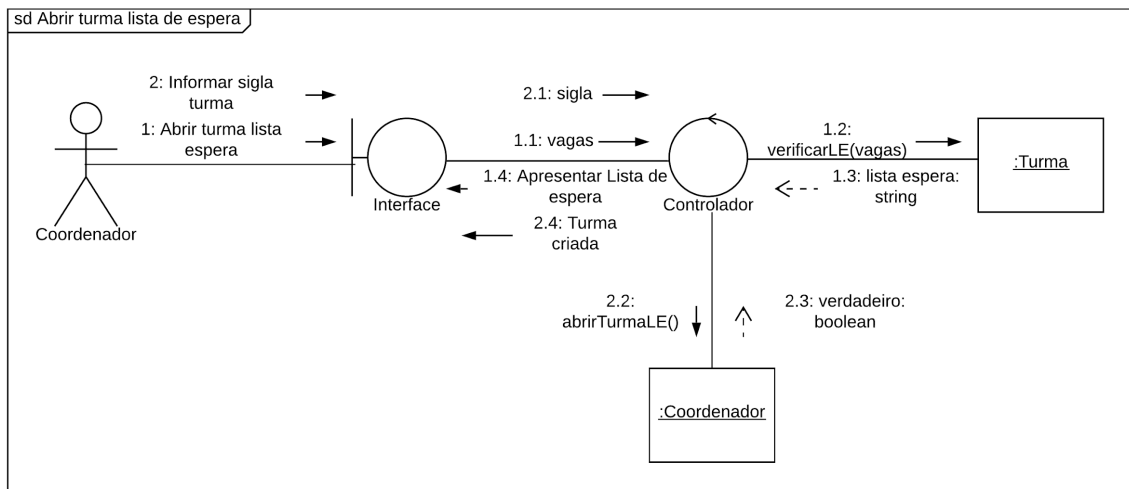 sd Abrir turma lista de espera
2: Informar sigla
turma
1: Abrir turma lista
espera
Coordenador
Interface
2.1: sigla
1.1: vagas
1.4: Apresentar Lista de
espera
2.4: Turma
criada
Controlador
1.2:
verificarLE(vagas)
1.3: lista espera:
string
:Turma
2.2:
abrirTurmaLE()
2.3: verdadeiro:
boolean
:Coordenador